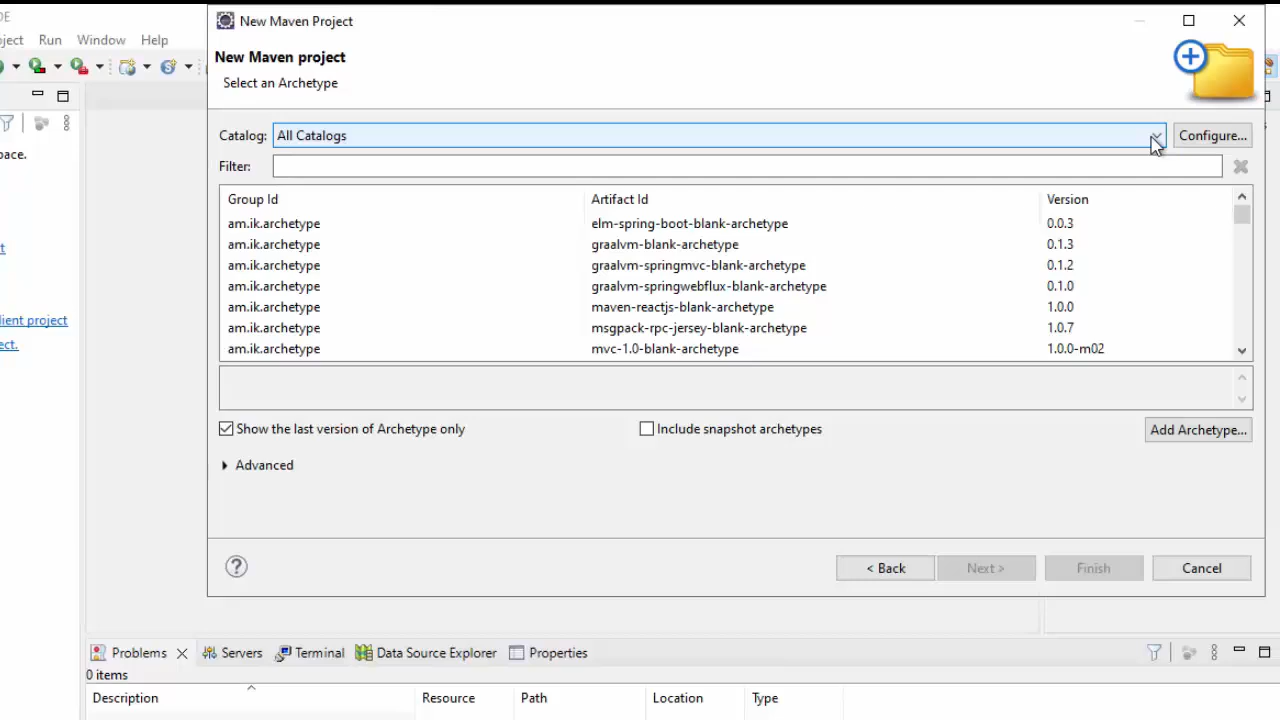 DE
New Maven Project
ject Run Window Help
New Maven project
Select an Archetype
Catalog: All Catalogs Configure...
pace.
Filter:
Group Id Artifact Id Version
am.ik.archetype elm-spring-boot-blank-archetype 0.0.3
am.ik.archetype graalvm-blank-archetype 0.1.3
t
am.ik.archetype graalvm-springmvc-blank-archetype 0.1.2
am.ik.archetype graalvm-springwebflux-blank-archetype 0.1.0
am.ik.archetype maven-reactjs-blank-archetype 1.0.0
lient project
am.ik.archetype msgpack-rpc-jersey-blank-archetype 1.0.7
ect.
am.ik.archetype mvc-1.0-blank-archetype 1.0.0-m02
Show the last version of Archetype only Include snapshot archetypes Add Archetype...
Advanced
? < Back Next > Finish Cancel
Problems Servers Terminal Data Source Explorer Properties
0 items
Description Resource Path Location Type